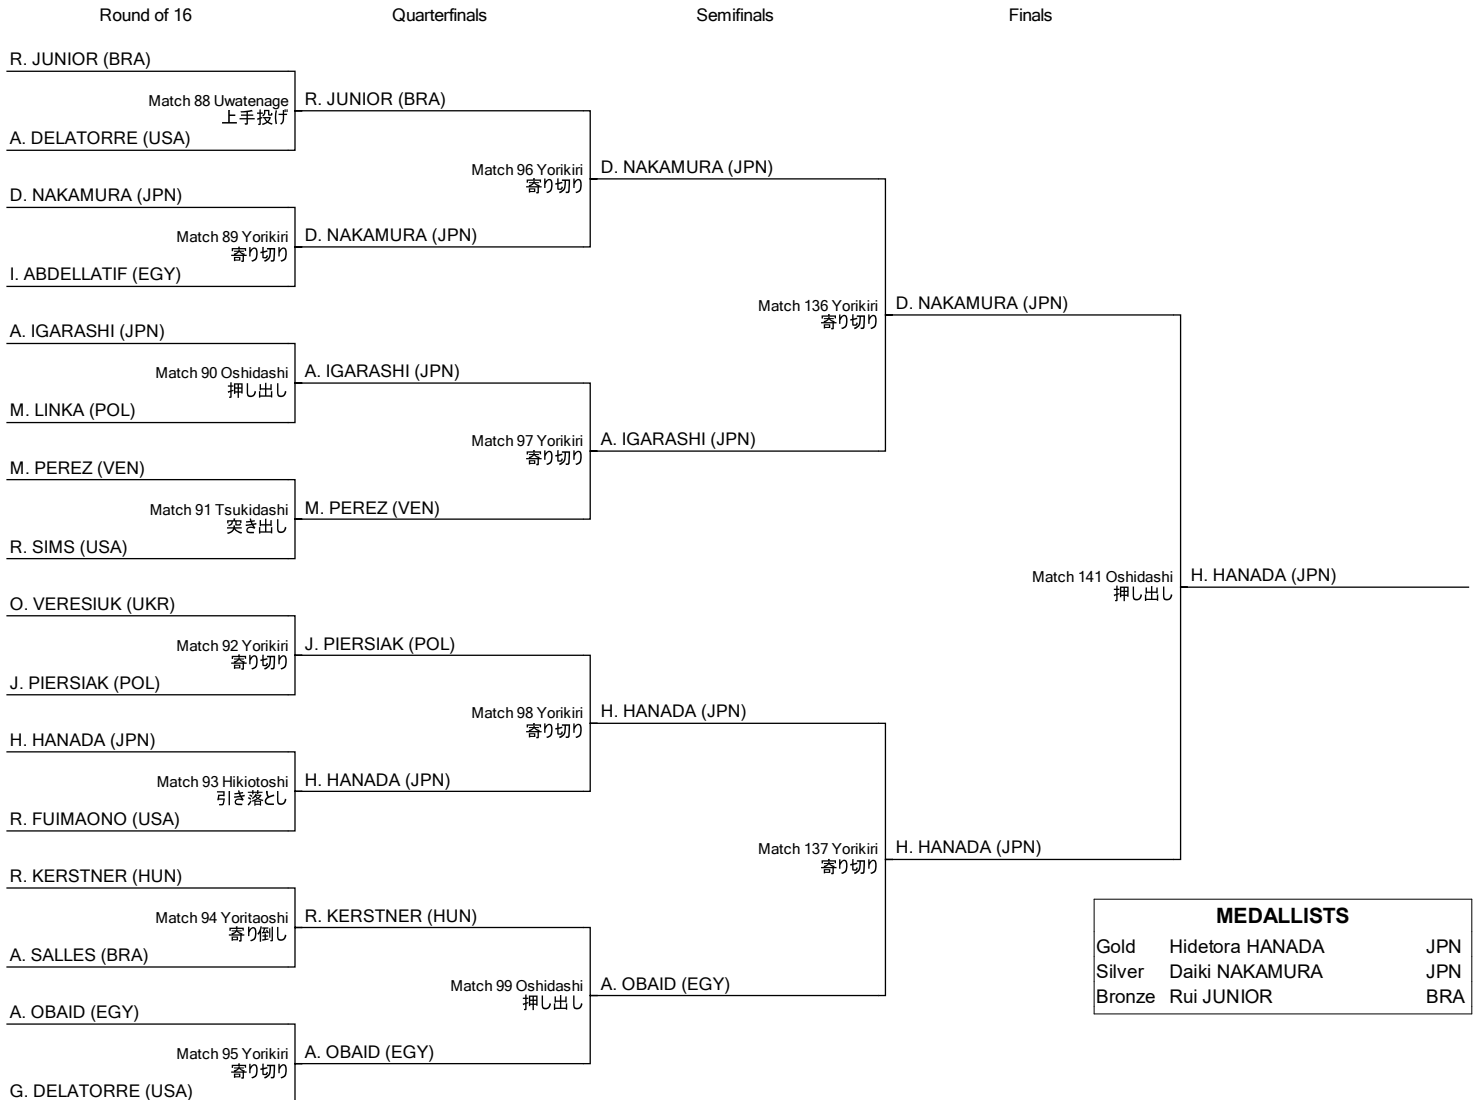 Round of 16 Quarterfinals Semifinals Finals
R. JUNIOR (BRA)
Match 88 Uwatenage
上手投げ
R. JUNIOR (BRA)
A. DELATORRE (USA)
Match 96 Yorikiri
寄り切り
D. NAKAMURA (JPN)
D. NAKAMURA (JPN)
Match 89 Yorikiri
寄り切り
D. NAKAMURA (JPN)
I. ABDELLATIF (EGY)
Match 136 Yorikiri
寄り切り
D. NAKAMURA (JPN)
A. IGARASHI (JPN)
Match 90 Oshidashi
押し出し
A. IGARASHI (JPN)
M. LINKA (POL)
Match 97 Yorikiri
寄り切り
A. IGARASHI (JPN)
M. PEREZ (VEN)
Match 91 Tsukidashi
突き出し
M. PEREZ (VEN)
R. SIMS (USA)
Match 141 Oshidashi
押し出し
H. HANADA (JPN)
O. VERESIUK (UKR)
Match 92 Yorikiri
寄り切り
J. PIERSIAK (POL)
J. PIERSIAK (POL)
Match 98 Yorikiri
寄り切り
H. HANADA (JPN)
H. HANADA (JPN)
Match 93 Hikiotoshi
引き落とし
H. HANADA (JPN)
R. FUIMAONO (USA)
Match 137 Yorikiri
寄り切り
H. HANADA (JPN)
R. KERSTNER (HUN)
Match 94 Yoritaoshi
寄り倒し
R. KERSTNER (HUN)
A. SALLES (BRA)
Match 99 Oshidashi
押し出し
A. OBAID (EGY)
A. OBAID (EGY)
Match 95 Yorikiri
寄り切り
A. OBAID (EGY)
G. DELATORRE (USA)
MEDALLISTS
Gold Hidetora HANADA JPN
Silver Daiki NAKAMURA JPN
Bronze Rui JUNIOR BRA